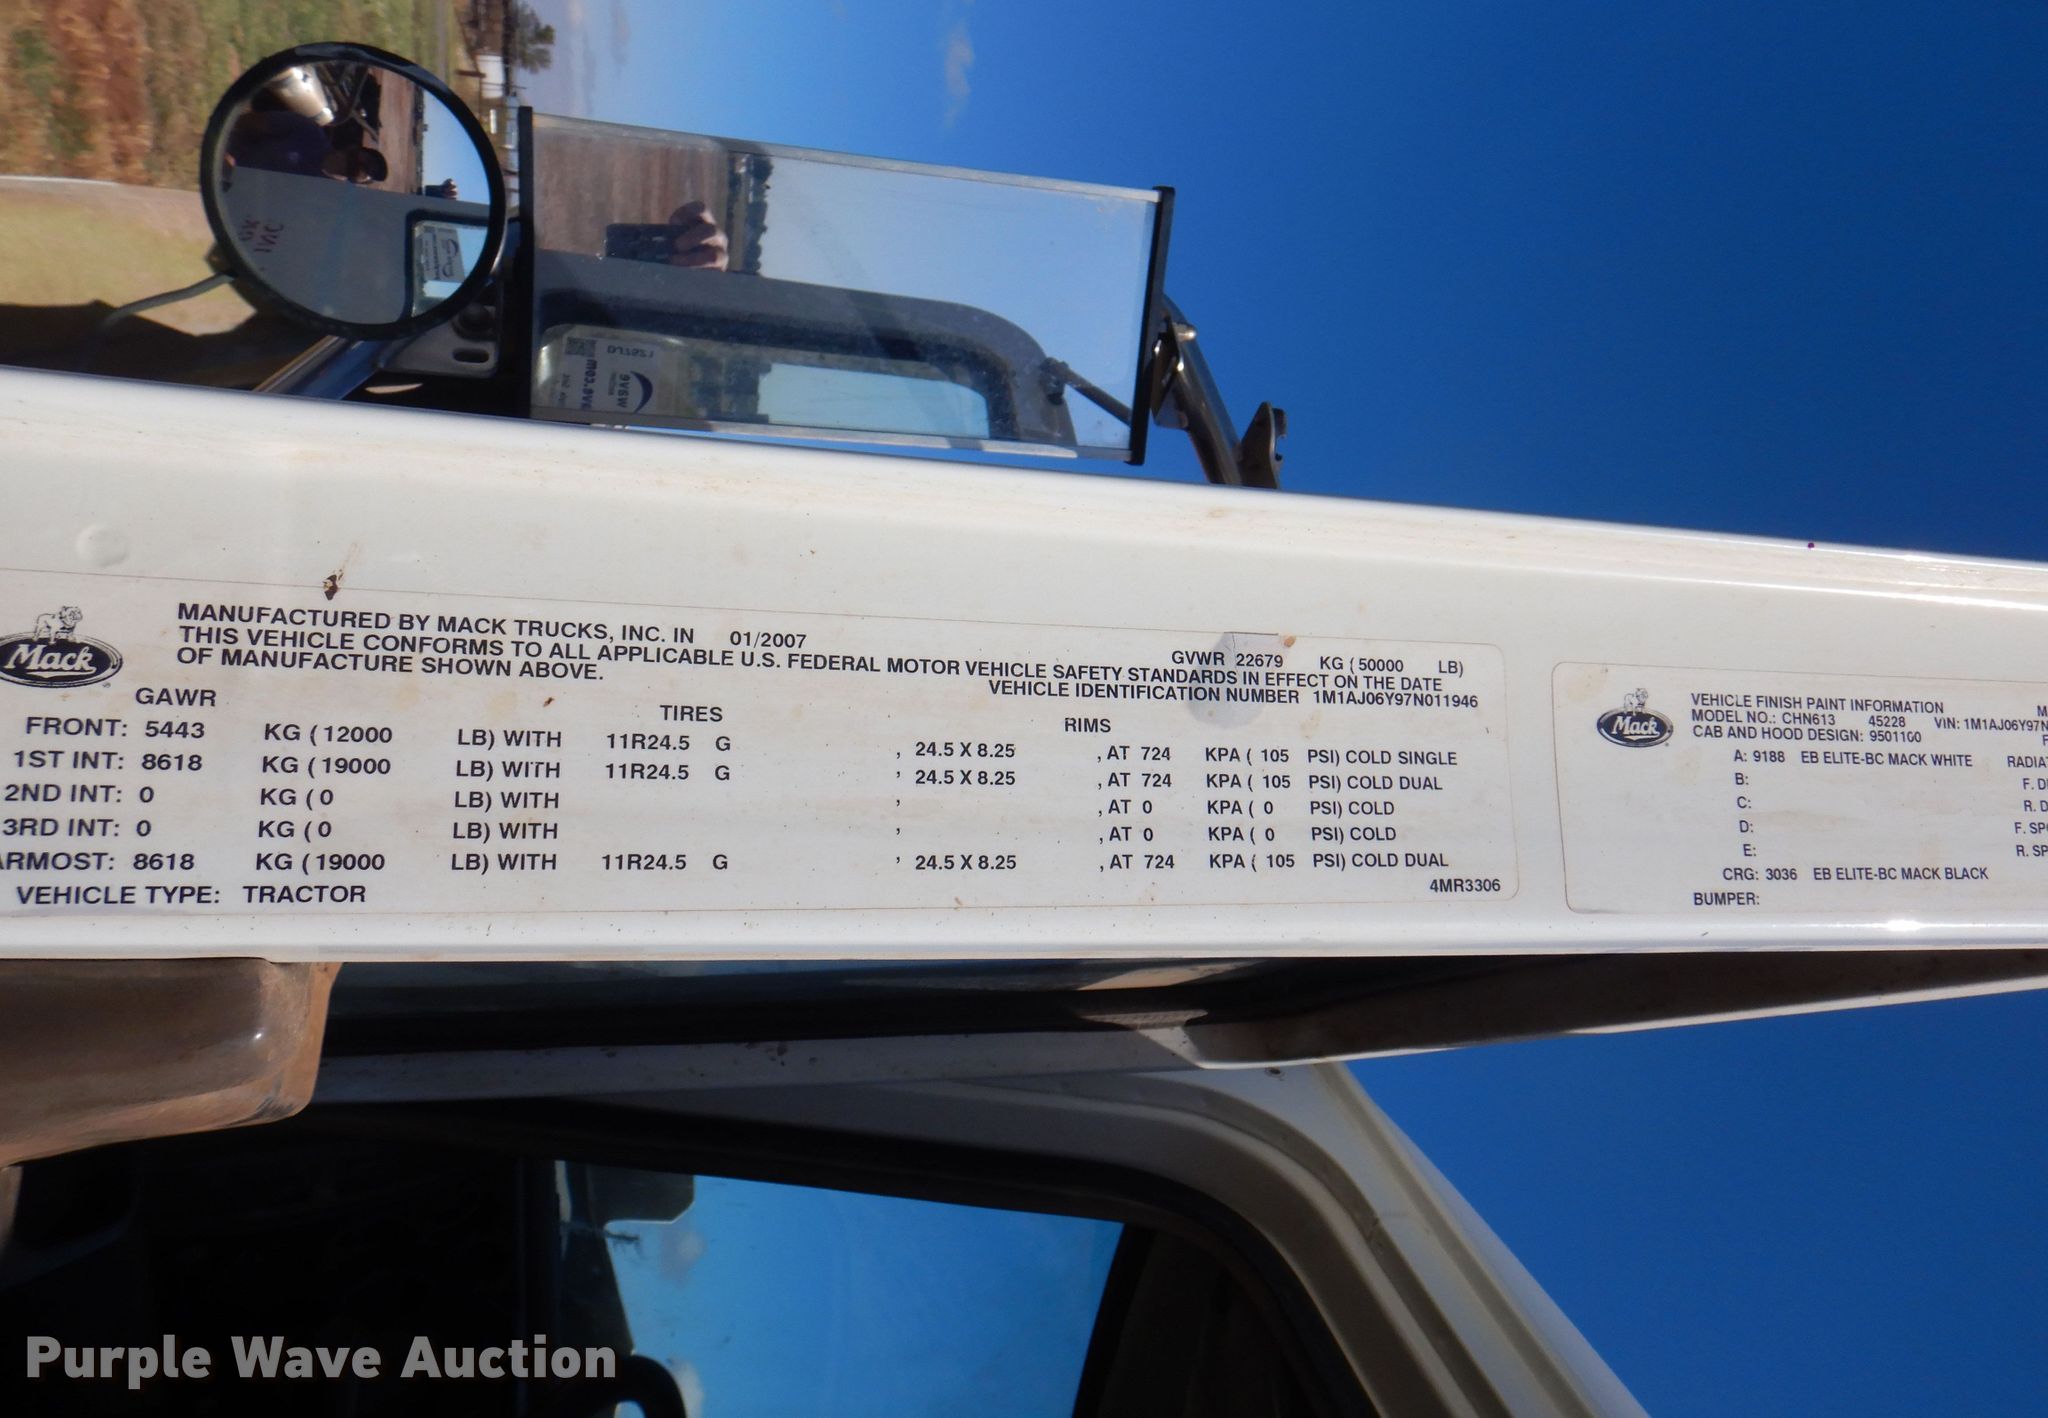 Mack
MANUFACTURED BY MACK TRUCKS, INC. IN 01/2007 GVWR 22679 KG (50000 LB)
THIS VEHICLE CONFORMS TO ALL APPLICABLE U.S. FEDERAL MOTOR VEHICLE SAFETY STANDARDS IN EFFECT ON THE DATE
OF MANUFACTURE SHOWN ABOVE. VEHICLE IDENTIFICATION NUMBER 1M1AJ06Y97N011946
GAWR TIRES RIMS
FRONT: 5443 KG (12000 LB) WITH 11R24.5 G , 24.5 X 8.25 , AT 724 KPA ( 105 PSI) COLD SINGLE
1ST INT: 8618 KG (19000 LB) WITH 11R24.5 G , 24.5 X 8.25 , AT 724 KPA ( 105 PSI) COLD DUAL
2ND INT: 0 KG (0 LB) WITH , , AT 0 KPA ( 0 PSI) COLD
3RD INT: 0 KG (0 LB) WITH , , AT 0 KPA ( 0 PSI) COLD
ARMOST: 8618 KG (19000 LB) WITH 11R24.5 G , 24.5 X 8.25 , AT 724 KPA ( 105 PSI) COLD DUAL
VEHICLE TYPE: TRACTOR 4MR3306
Mack
VEHICLE FINISH PAINT INFORMATION M
MODEL NO.: CHN613 45228 VIN: 1M1AJ06Y97N
CAB AND HOOD DESIGN: 9501100 F
A: 9188 EB ELITE-BC MACK WHITE RADIAT
B: F. D
C: R. D
D: F. SP
E: R. SP
CRG: 3036 EB ELITE-BC MACK BLACK
BUMPER:
Purple Wave Auction